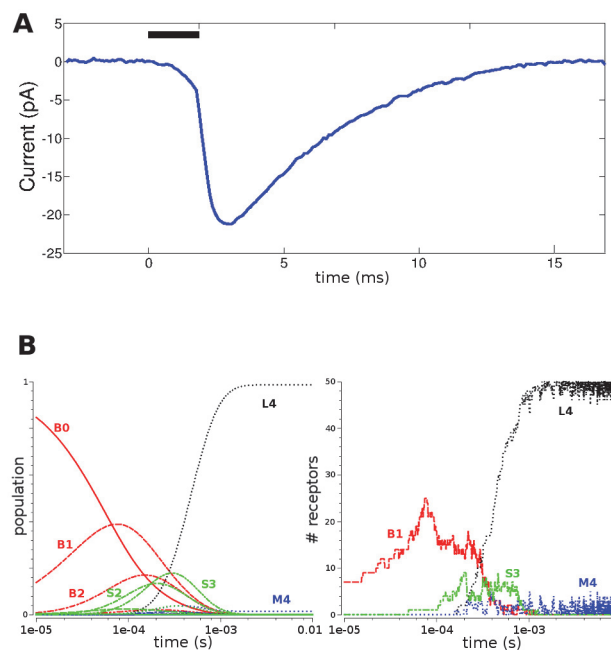 A
Current (pA)
5
0
-5
-10
-15
-20
-25
0
5
10
15
time (ms)
B
population
1
0
B0
B1
B2
S2
S3
L4
M4
1e-05
1e-04
1e-03
0.01
time (s)
# receptors
50
40
30
20
10
0
B1
S3
L4
M4
1e-05
1e-04
1e-03
time (s)